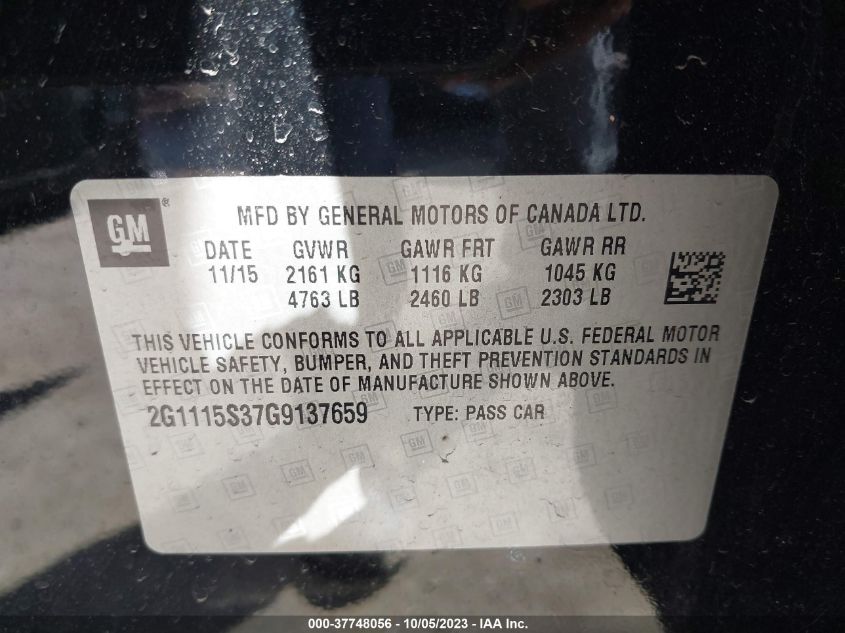 GM ®
MFD BY GENERAL MOTORS OF CANADA LTD.
DATE GVWR GAWR FRT GAWR RR
11/15 2161 KG 1116 KG 1045 KG
4763 LB 2460 LB 2303 LB
THIS VEHICLE CONFORMS TO ALL APPLICABLE U.S. FEDERAL MOTOR
VEHICLE SAFETY, BUMPER, AND THEFT PREVENTION STANDARDS IN
EFFECT ON THE DATE OF MANUFACTURE SHOWN ABOVE.
2G1115S37G9137659 TYPE: PASS CAR
000-37748056 - 10/05/2023 - IAA Inc.